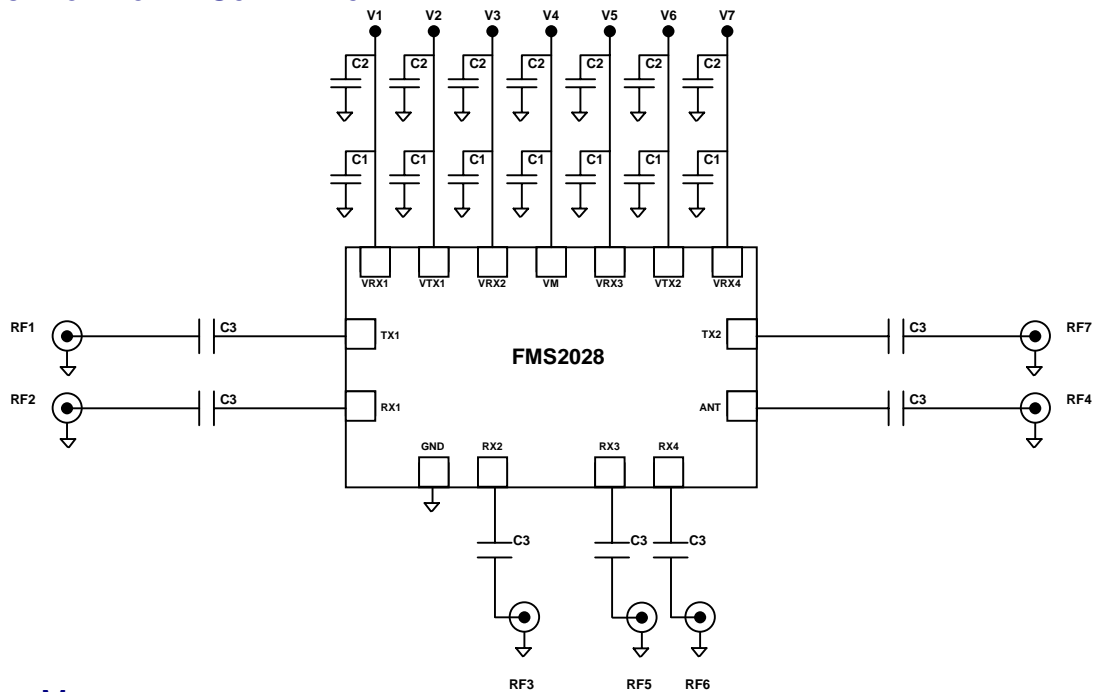 V1 V2 V3 V4 V5 V6 V7
C2 C2 C2 C2 C2 C2 C2
C1 C1 C1 C1 C1 C1 C1
VRX1 VTX1 VRX2 VM VRX3 VTX2 VRX4
RF1 C3 TX1 TX2 C3 RF7
FMS2028
RF2 C3 RX1 ANT C3 RF4
GND RX2 RX3 RX4
C3 C3 C3
RF3 RF5 RF6